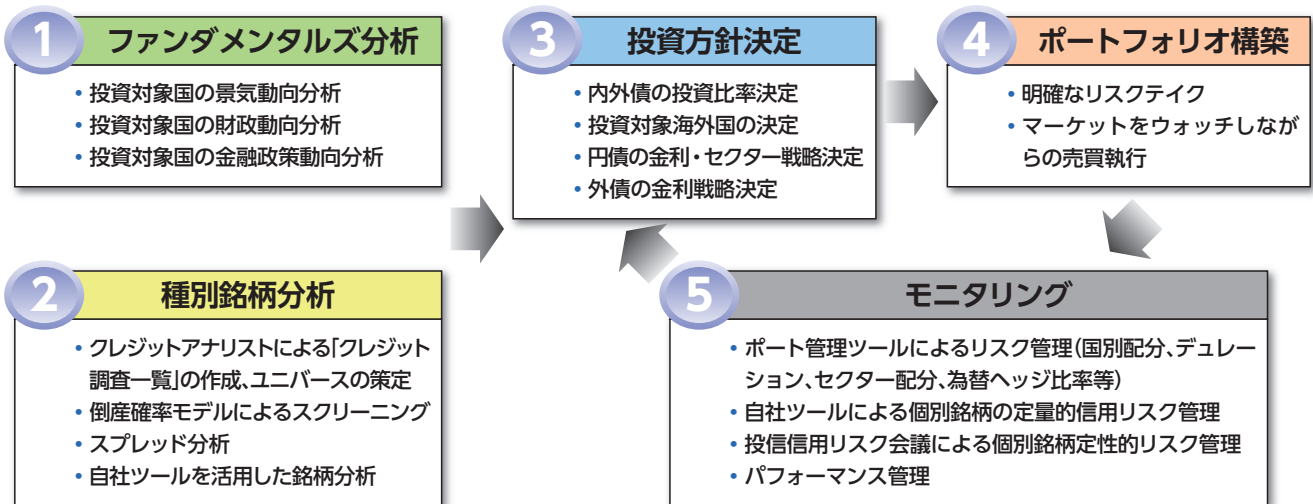 1 ファンダメンタルズ分析
・投資対象国の景気動向分析
・投資対象国の財政動向分析
・投資対象国の金融政策動向分析
2 種別銘柄分析
・クレジットアナリストによる「クレジット
調査一覧」の作成、ユニバースの策定
・倒産確率モデルによるスクリーニング
・スプレッド分析
・自社ツールを活用した銘柄分析
3 投資方針決定
・内外債の投資比率決定
・投資対象海外国の決定
・円債の金利・セクター戦略決定
・外債の金利戦略決定
4 ポートフォリオ構築
・明確なリスクテイク
・マーケットをウォッチしなが
らの売買執行
5 モニタリング
・ポート管理ツールによるリスク管理(国別配分、デュレー
ション、セクター配分、為替ヘッジ比率等)
・自社ツールによる個別銘柄の定量的信用リスク管理
・投信信用リスク会議による個別銘柄定性的リスク管理
・パフォーマンス管理